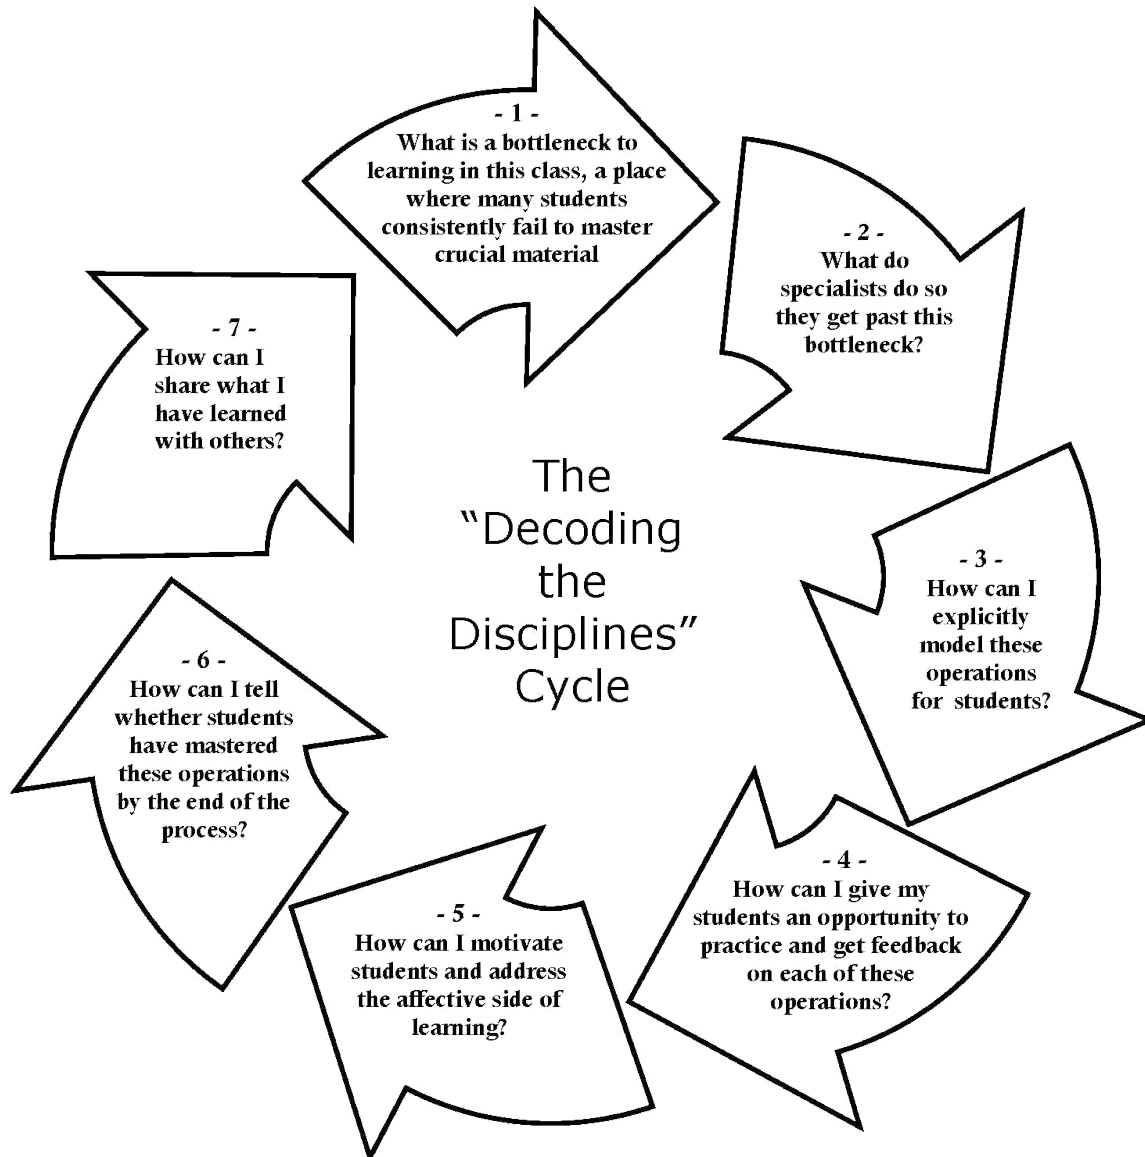 - 1 -
What is a bottleneck to
learning in this class, a place
where many students
consistently fail to master
crucial material
- 2 -
What do
specialists do so
they get past this
bottleneck?
- 3 -
How can I
explicitly
model these
operations
for students?
- 4 -
How can I give my
students an opportunity to
practice and get feedback
on each of these
operations?
- 5 -
How can I motivate
students and address
the affective side of
learning?
- 6 -
How can I tell
whether students
have mastered
these operations
by the end of the
process?
- 7 -
How can I
share what I
have learned
with others?
The
“Decoding
the
Disciplines”
Cycle